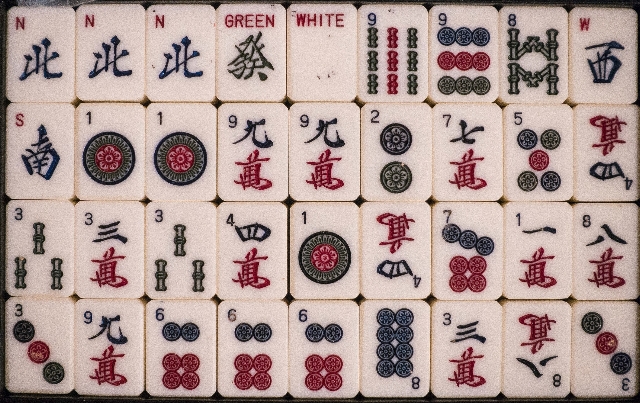 N N N GREEN WHITE 9 9 8 W
北 北 北 發 西
S 1 1 9 9 2 7 5 4
南 九 九 七 四
萬 萬 萬 萬
3 3 3 4 1 4 7 1 8
三 四 四 一 八
萬 萬 萬 萬 萬
3 9 6 6 6 8 3 8 3
九 三 八
萬 萬 萬